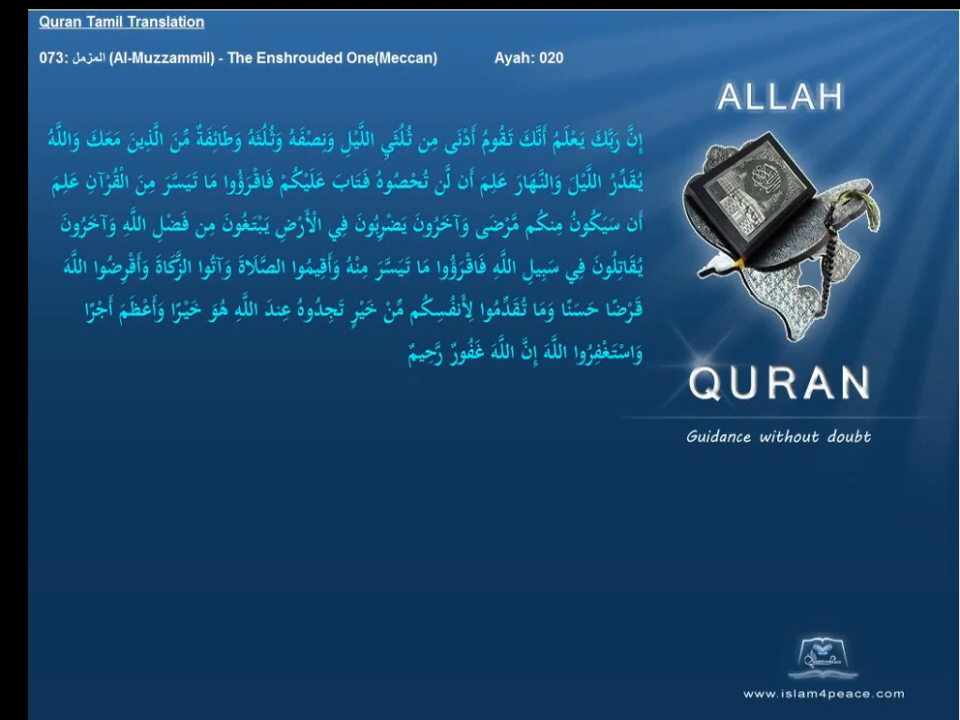 Quran Tamil Translation
073: المزمل (Al-Muzzammil) - The Enshrouded One(Meccan) Ayah: 020
ALLAH
إِنَّ رَبَّكَ يَعْلَمُ أَنَّكَ تَقُومُ أَدْنَى مِن ثُلُثَيِ اللَّيْلِ وَنِصْفَهُ وَثُلُثَهُ وَطَائِفَةٌ مِّنَ الَّذِينَ مَعَكَ وَاللَّهُ
يُقَدِّرُ اللَّيْلَ وَالنَّهَارَ عَلِمَ أَن لَّن تُحْصُوهُ فَتَابَ عَلَيْكُمْ فَاقْرَؤُوا مَا تَيَسَّرَ مِنَ الْقُرْآنِ عَلِمَ
أَن سَيَكُونُ مِنكُم مَّرْضَى وَآخَرُونَ يَضْرِبُونَ فِي الْأَرْضِ يَبْتَغُونَ مِن فَضْلِ اللَّهِ وَآخَرُونَ
يُقَاتِلُونَ فِي سَبِيلِ اللَّهِ فَاقْرَؤُوا مَا تَيَسَّرَ مِنْهُ وَأَقِيمُوا الصَّلَاةَ وَآتُوا الزَّكَاةَ وَأَقْرِضُوا اللَّهَ
قَرْضًا حَسَنًا وَمَا تُقَدِّمُوا لِأَنفُسِكُم مِّنْ خَيْرٍ تَجِدُوهُ عِندَ اللَّهِ هُوَ خَيْرًا وَأَعْظَمَ أَجْرًا
وَاسْتَغْفِرُوا اللَّهَ إِنَّ اللَّهَ غَفُورٌ رَّحِيمٌ
QURAN
Guidance without doubt
www.islam4peace.com